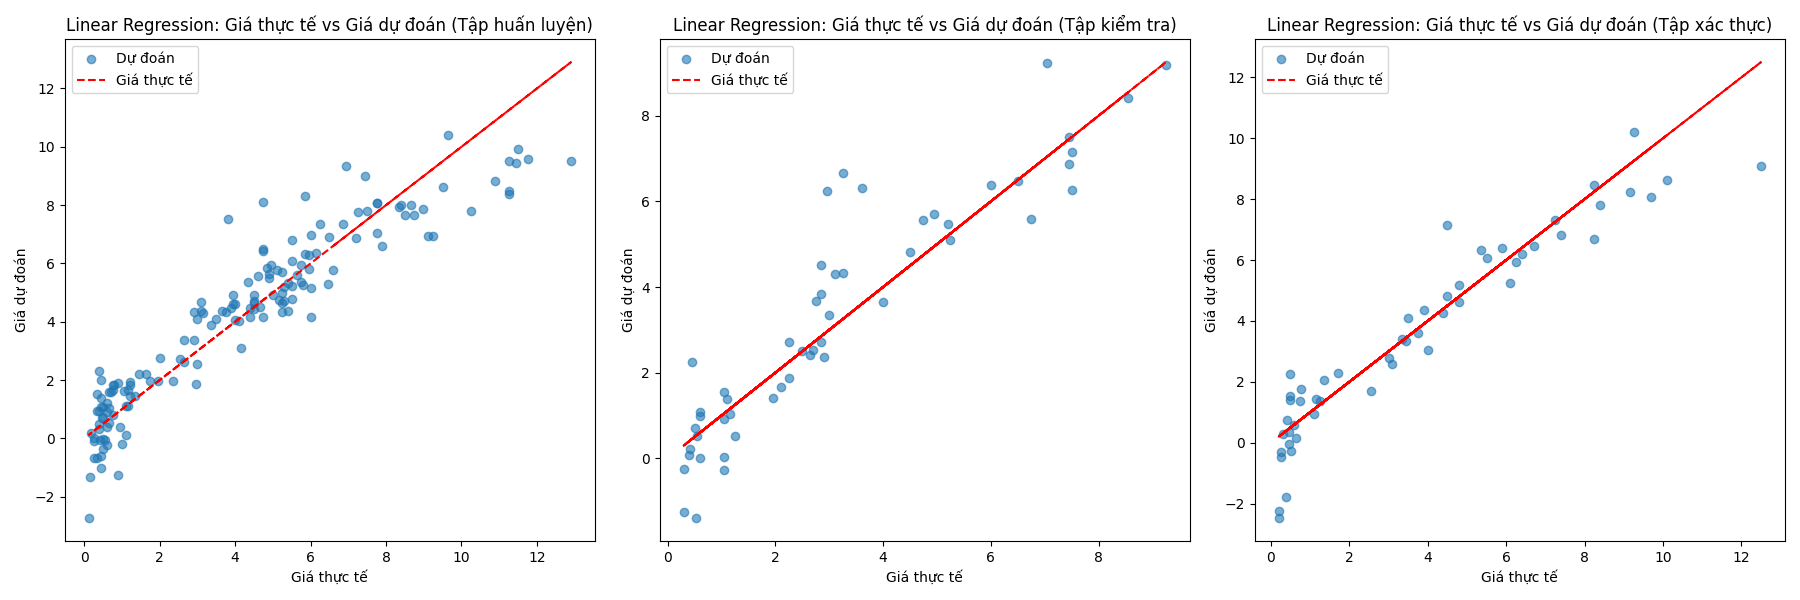 Linear Regression: Giá thực tế vs Giá dự đoán (Tập huấn luyện)
Dự đoán
Giá thực tế
12
10
8
6
4
2
0
−2
Giá dự đoán
0 2 4 6 8 10 12
Giá thực tế
Linear Regression: Giá thực tế vs Giá dự đoán (Tập kiểm tra)
Dự đoán
Giá thực tế
8
6
4
2
0
Giá dự đoán
0 2 4 6 8
Giá thực tế
Linear Regression: Giá thực tế vs Giá dự đoán (Tập xác thực)
Dự đoán
Giá thực tế
12
10
8
6
4
2
0
−2
Giá dự đoán
0 2 4 6 8 10 12
Giá thực tế